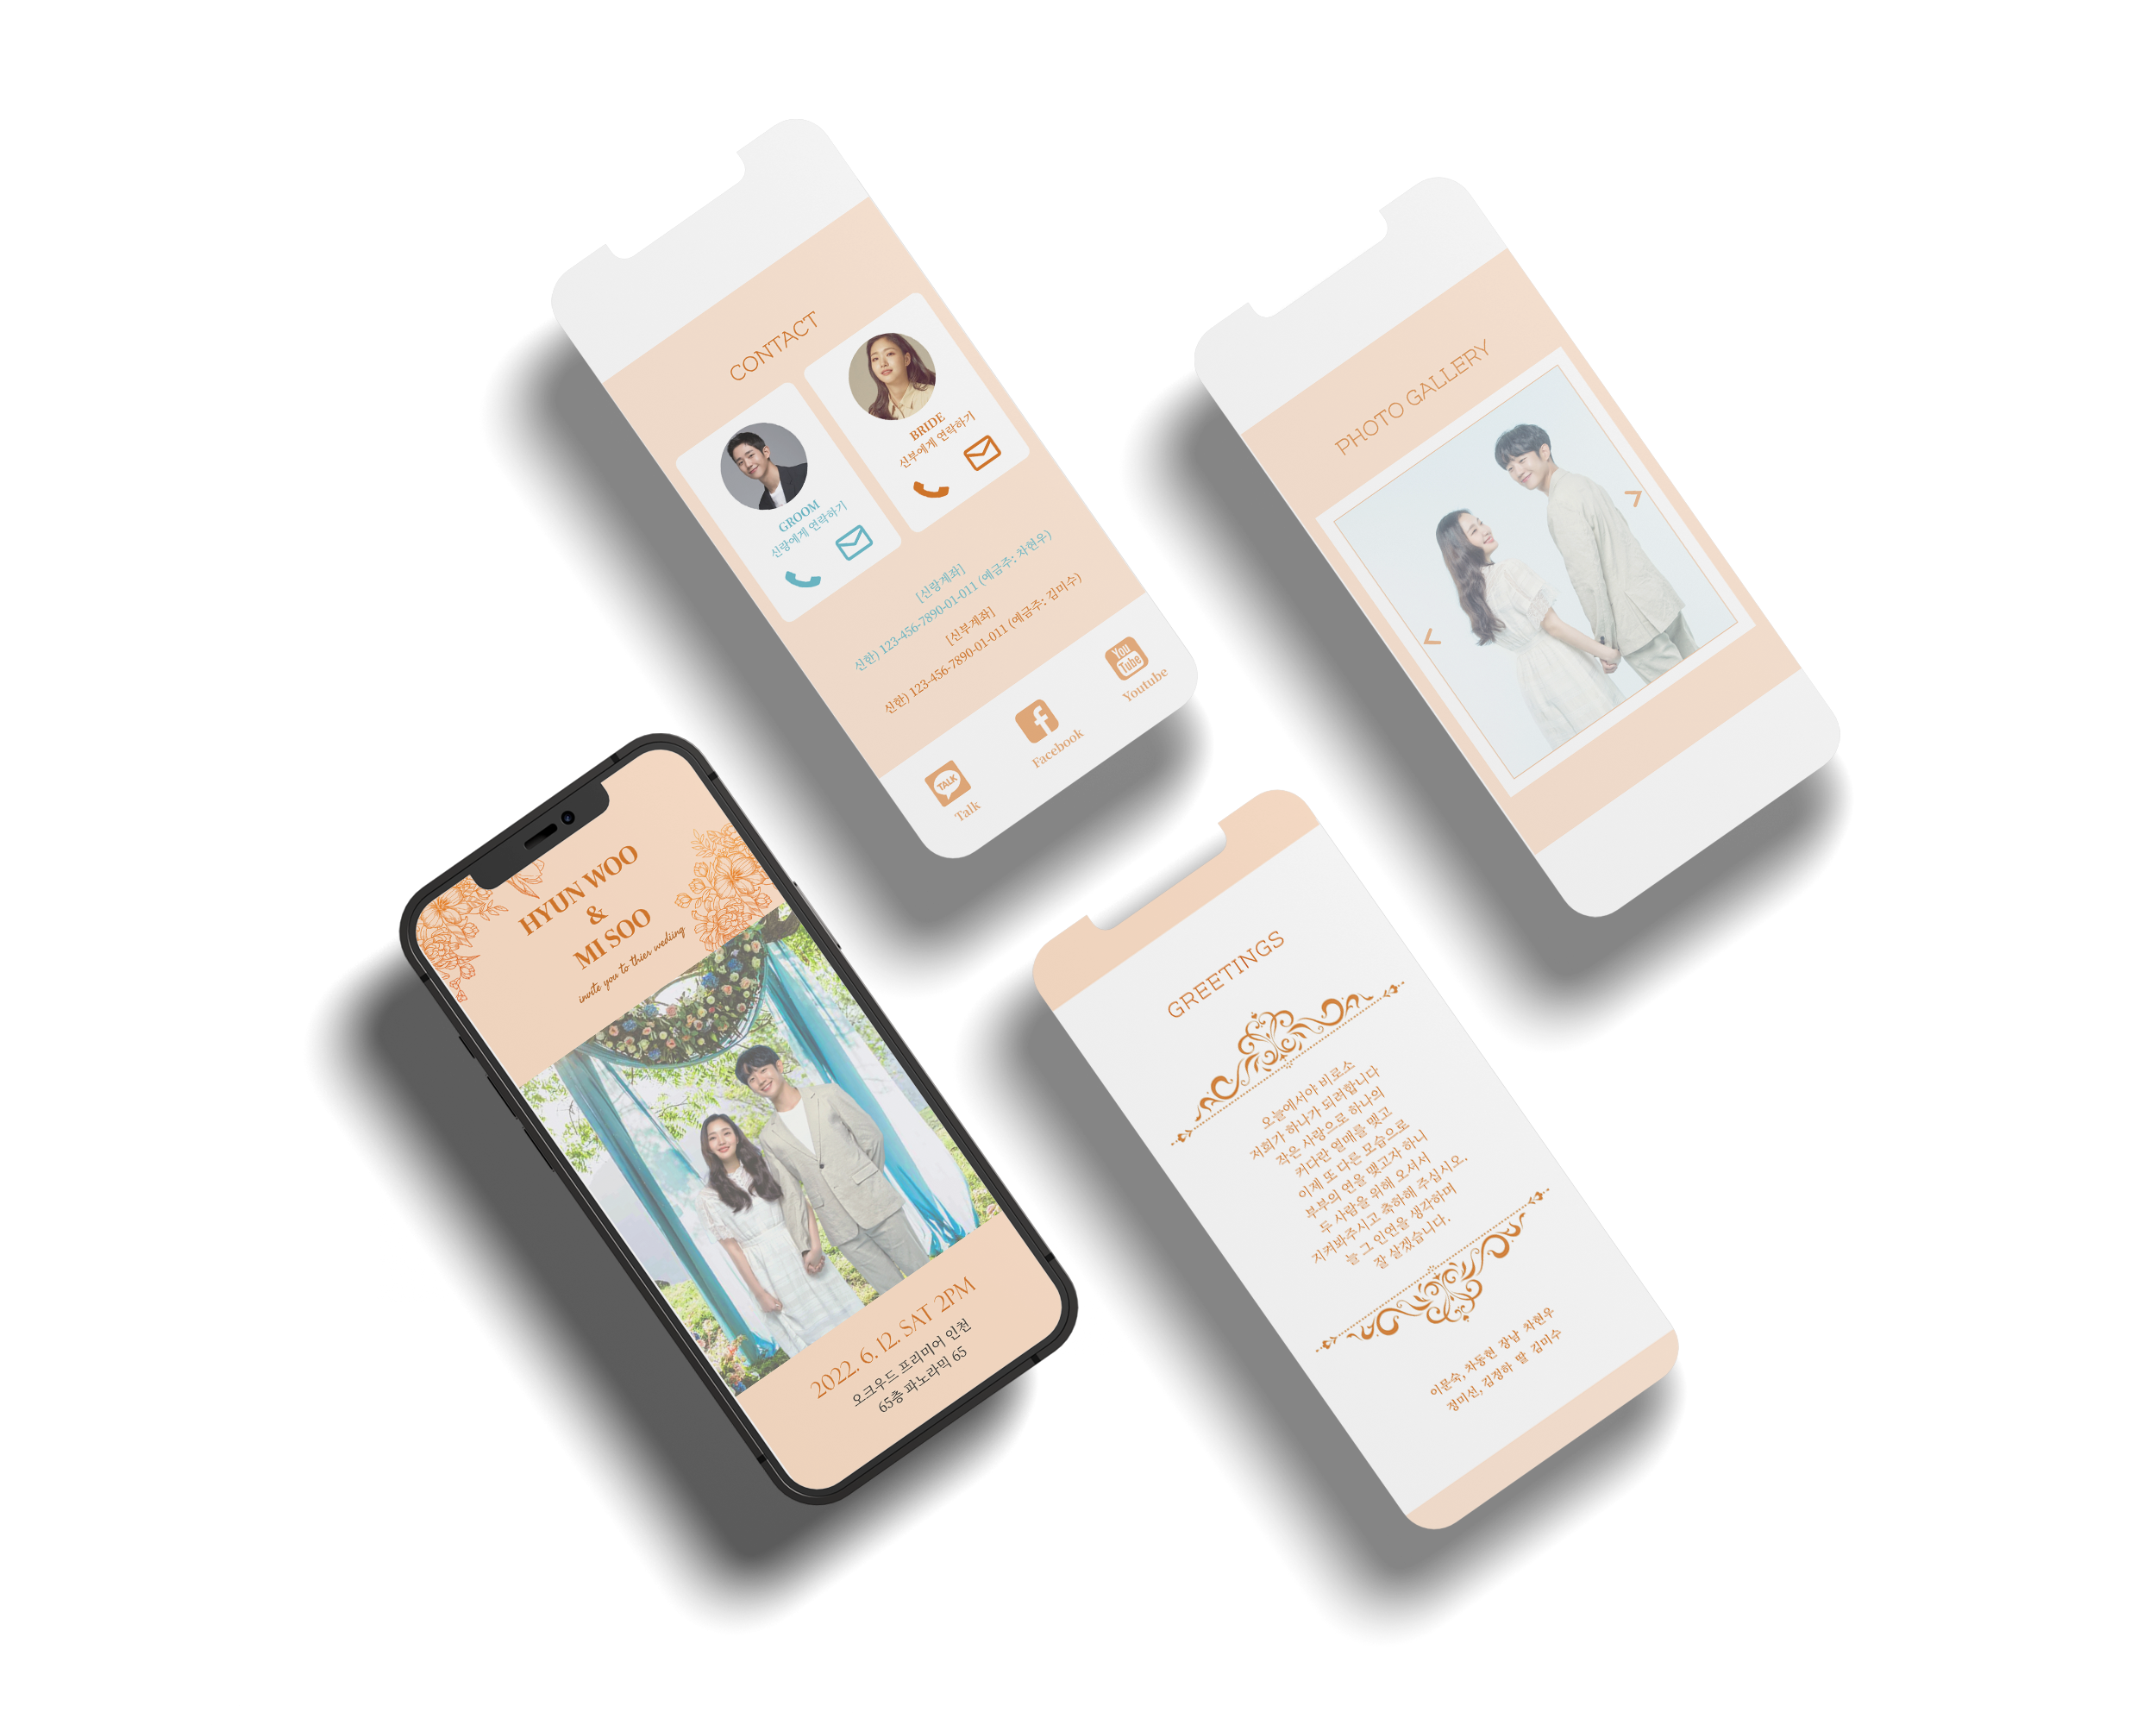 HYUN WOO
&
MI SOO
invite you to thier wediing
2022. 6. 12. SAT 2PM
오크우드 프리미어 인천
65층 파노라믹 65
CONTACT
GROOM
신랑에게 연락하기
BRIDE
신부에게 연락하기
[신랑계좌]
신한) 123-456-7890-01-011 (예금주: 차현우)
[신부계좌]
신한) 123-456-7890-01-011 (예금주: 김미수)
TALK
Talk
Facebook
You
Tube
Youtube
GREETINGS
오늘에서야 비로소
저희가 하나가 되려합니다
작은 사랑으로 하나의
커다란 열매를 맺고
이제 또 다른 모습으로
부부의 연을 맺고자 하니
두 사람을 위해 오셔서
지켜봐주시고 축하해 주십시오.
늘 그 인연을 생각하며
잘 살겠습니다.
이문숙, 차동현 장남 차현우
정미선, 김정하 딸 김미수
PHOTO GALLERY